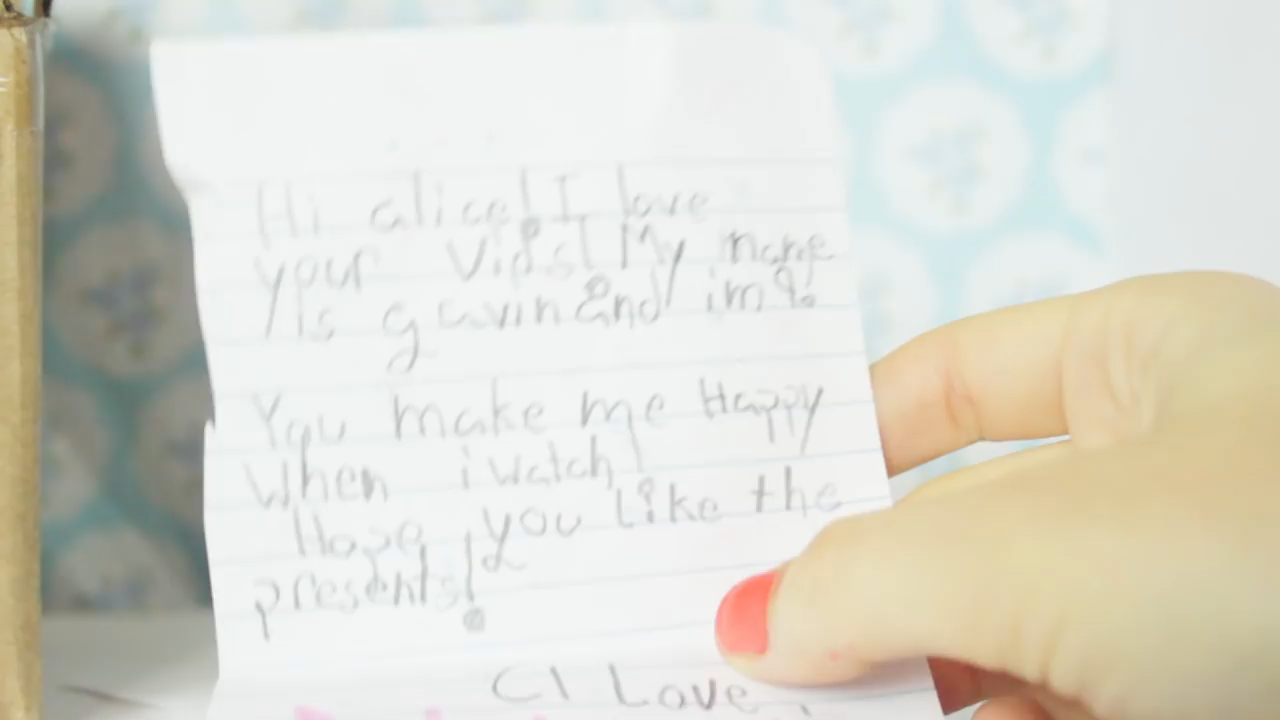 Hi alice! I love
your vids! My name
is gavin and im 9!
You make me Happy
When i watch
Hope you like the
presents!
I Love